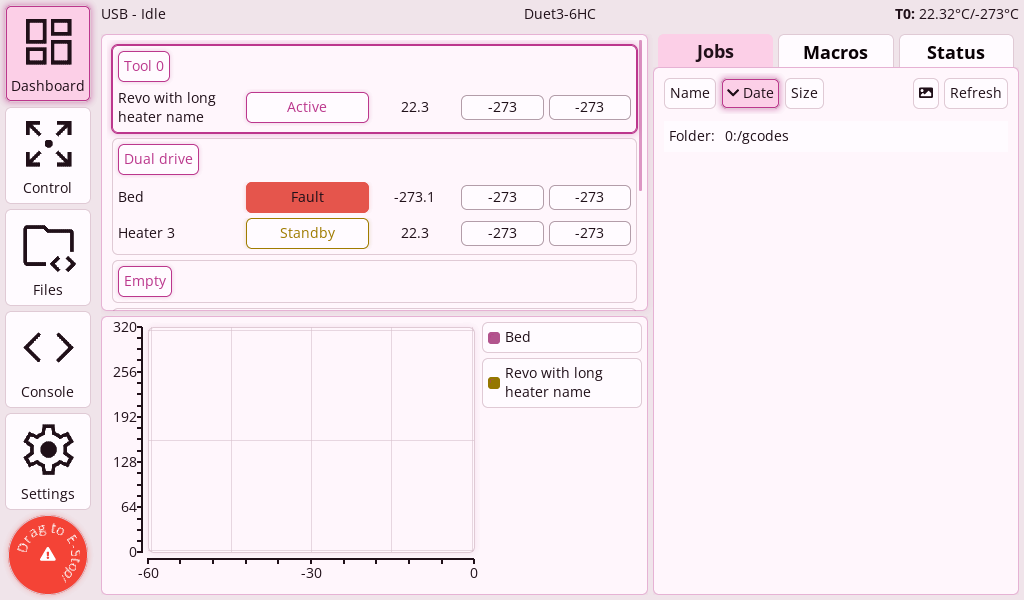 USB - Idle
Duet3-6HC
T0: 22.32°C/-273°C
Dashboard
Control
Files
Console
Settings
Drag to E-Stop!
Tool 0
Revo with long
heater name
Active
22.3
-273
-273
Dual drive
Bed
Fault
-273.1
-273
-273
Heater 3
Standby
22.3
-273
-273
Empty
320
256
192
128
64
0
-60
-30
0
Bed
Revo with long
heater name
Jobs
Macros
Status
Name
Date
Size
Refresh
Folder: 0:/gcodes